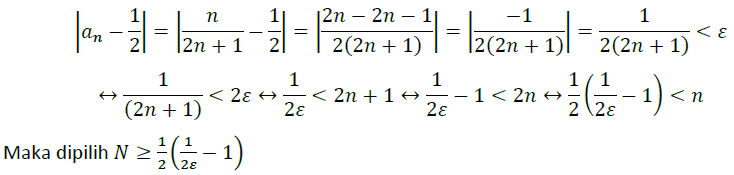 |aₙ − 1/2| = |n/(2n + 1) − 1/2| = |(2n − 2n − 1)/(2(2n + 1))| = |−1/(2(2n + 1))| = 1/(2(2n + 1)) < ε
↔ 1/((2n + 1)) < 2ε ↔ 1/(2ε) < 2n + 1 ↔ 1/(2ε) − 1 < 2n ↔ 1/2(1/(2ε) − 1) < n
Maka dipilih N ≥ 1/2(1/(2ε) − 1)